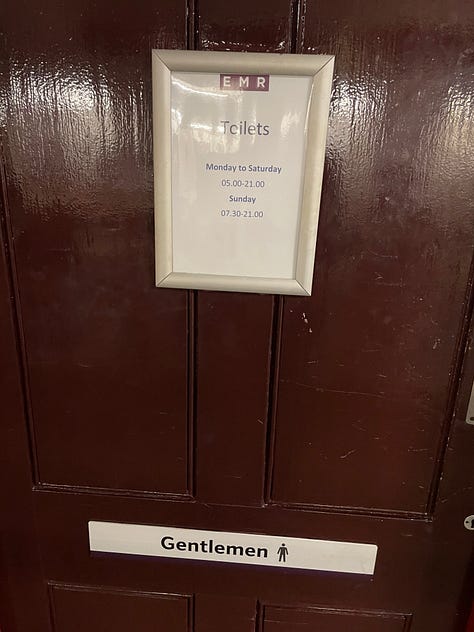 EMR
Toilets
Monday to Saturday
05.00-21.00
Sunday
07.30-21.00
Gentlemen